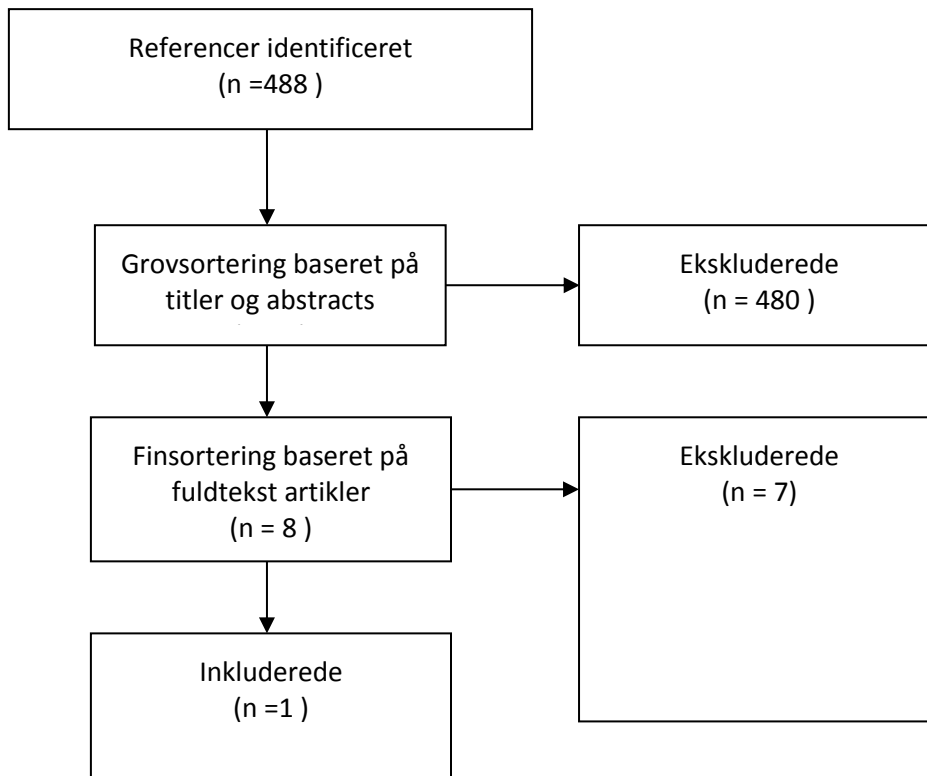 Referencer identificeret
(n =488 )
Grovsortering baseret på
titler og abstracts
Ekskluderede
(n = 480 )
Finsortering baseret på
fuldtekst artikler
(n = 8 )
Ekskluderede
(n = 7)
Inkluderede
(n =1 )